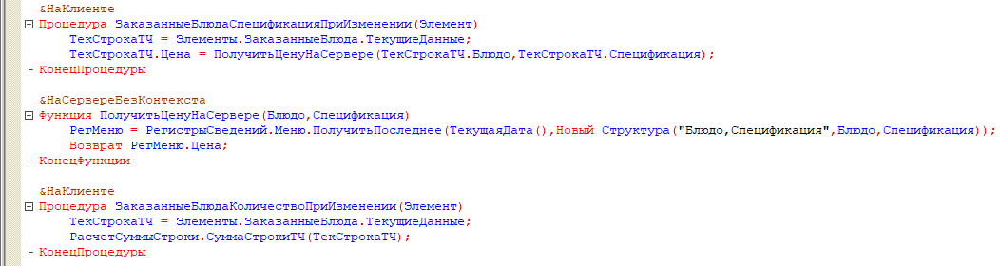 &НаКлиенте
Процедура ЗаказанныеБлюдаСпецификацияПриИзменении(Элемент)
ТекСтрокаТЧ = Элементы.ЗаказанныеБлюда.ТекущиеДанные;
ТекСтрокаТЧ.Цена = ПолучитьЦенуНаСервере(ТекСтрокаТЧ.Блюдо,ТекСтрокаТЧ.Спецификация);
КонецПроцедуры
&НаСервереБезКонтекста
Функция ПолучитьЦенуНаСервере(Блюдо,Спецификация)
РегМеню = РегистрыСведений.Меню.ПолучитьПоследнее(ТекущаяДата(),Новый Структура("Блюдо,Спецификация",Блюдо,Спецификация));
Возврат РегМеню.Цена;
КонецФункции
&НаКлиенте
Процедура ЗаказанныеБлюдаКоличествоПриИзменении(Элемент)
ТекСтрокаТЧ = Элементы.ЗаказанныеБлюда.ТекущиеДанные;
РасчетСуммыСтроки.СуммаСтрокиТЧ(ТекСтрокаТЧ);
КонецПроцедуры